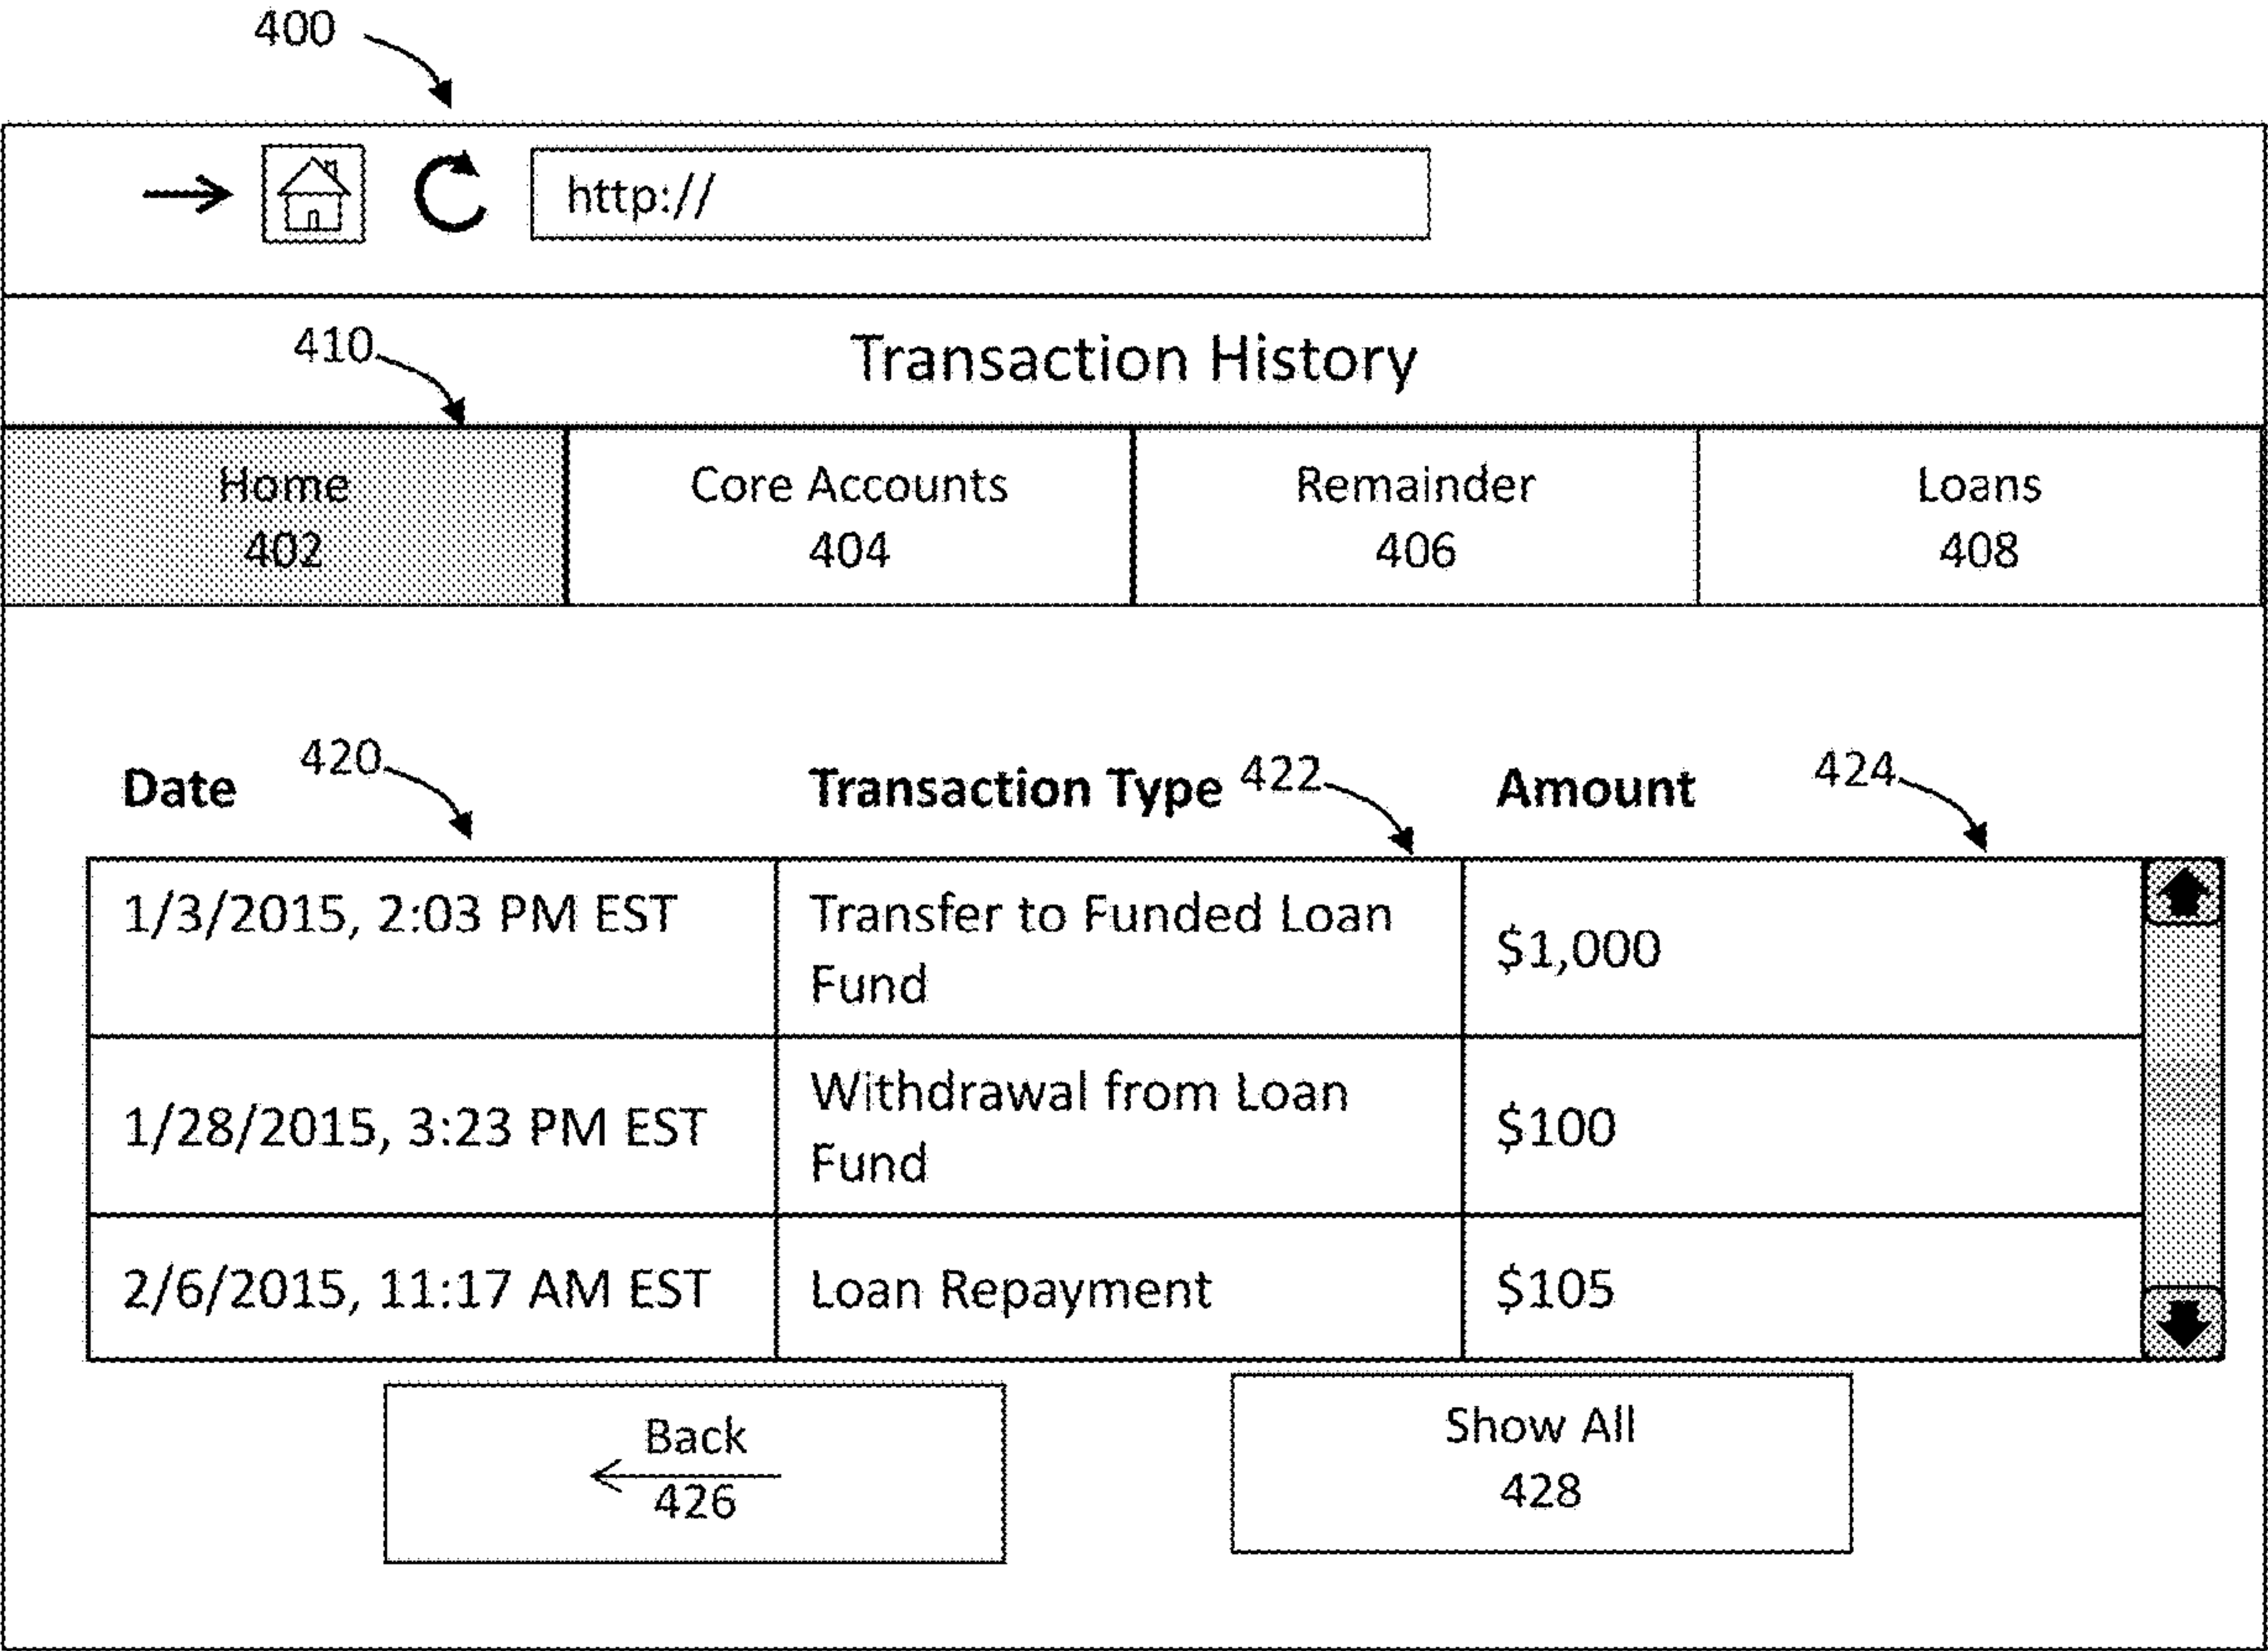 400
http://
410
Transaction History
Home
402
Core Accounts
404
Remainder
406
Loans
408
Date
420
Transaction Type
422
Amount
424
1/3/2015, 2:03 PM EST
Transfer to Funded Loan
Fund
$1,000
1/28/2015, 3:23 PM EST
Withdrawal from Loan
Fund
$100
2/6/2015, 11:17 AM EST
Loan Repayment
$105
Back
426
Show All
428